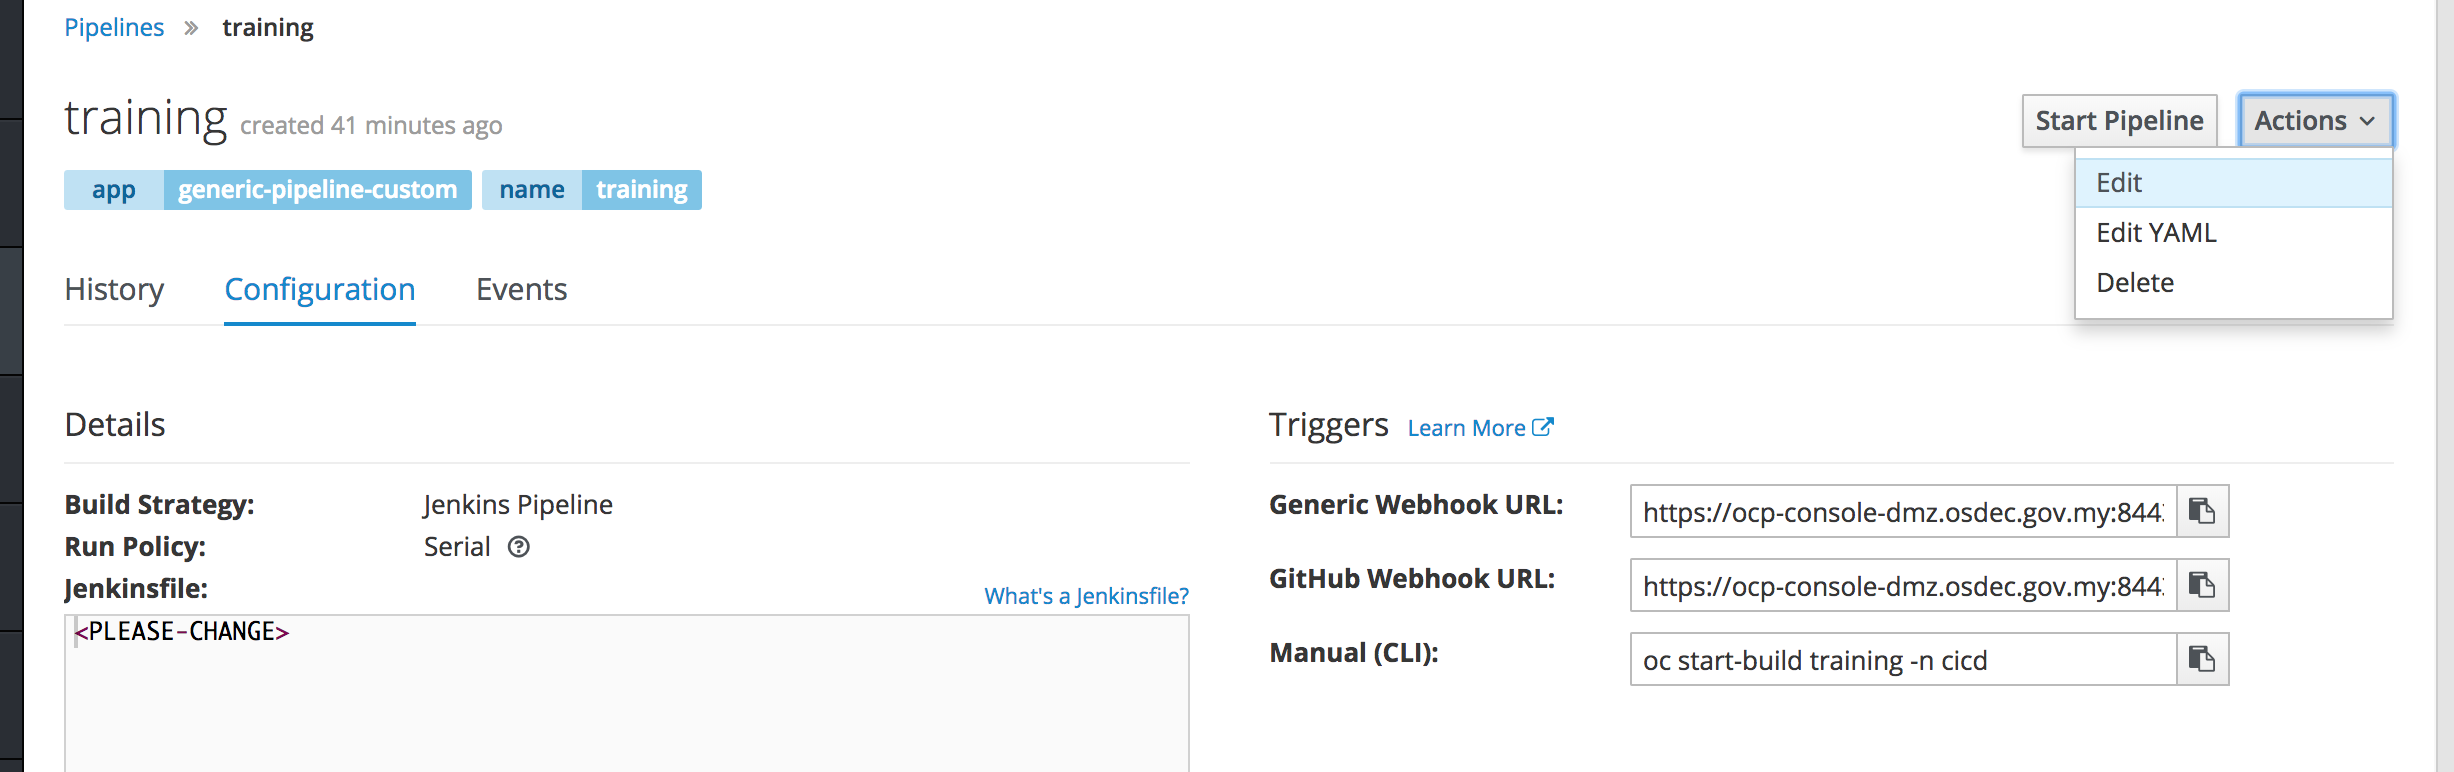 Pipelines » training
training created 41 minutes ago
Start Pipeline
Actions
app generic-pipeline-custom name training
Edit
Edit YAML
Delete
History Configuration Events
Details
Build Strategy: Jenkins Pipeline
Run Policy: Serial
Jenkinsfile:
What's a Jenkinsfile?
<PLEASE-CHANGE>
Triggers Learn More
Generic Webhook URL: https://ocp-console-dmz.osdec.gov.my:844
GitHub Webhook URL: https://ocp-console-dmz.osdec.gov.my:844
Manual (CLI): oc start-build training -n cicd